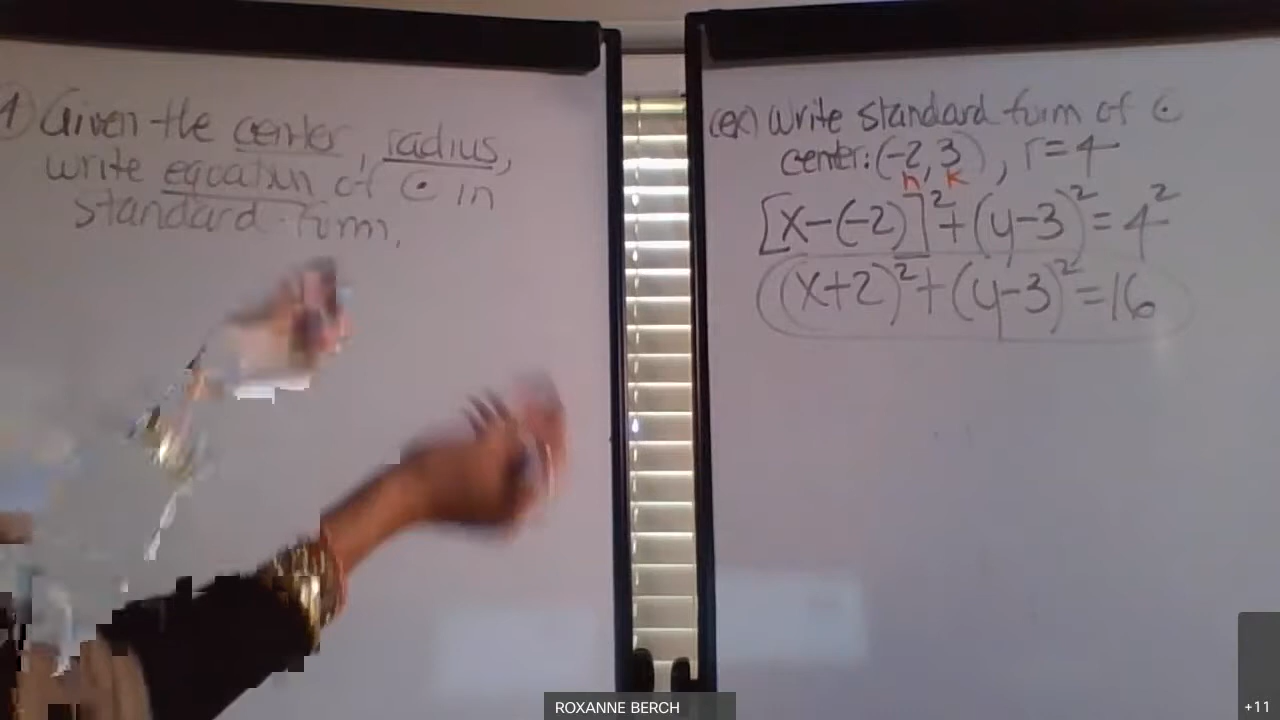 1 Given the center, radius,
write equation of ⊙ in
standard form.
(ex) Write standard form of ⊙
center: (-2, 3), r = 4
h k
[x-(-2)]²+(y-3)²=4²
(x+2)²+(y-3)²=16
ROXANNE BERCH
+11